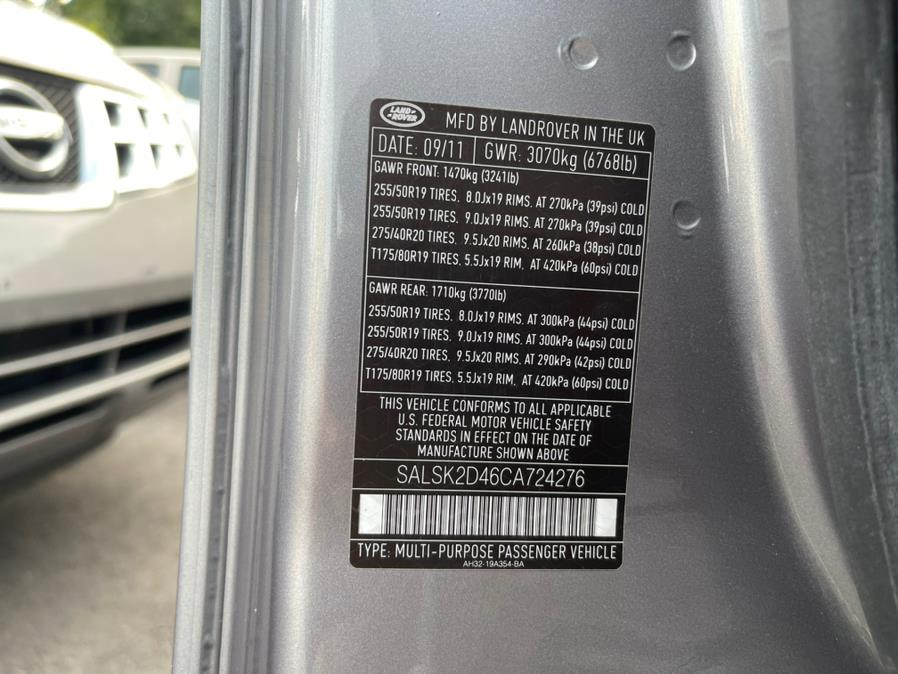 LAND ROVER
MFD BY LANDROVER IN THE UK
DATE: 09/11 GWR: 3070kg (6768lb)
GAWR FRONT: 1470kg (3241lb)
255/50R19 TIRES, 8.0Jx19 RIMS, AT 270kPa (39psi) COLD
255/50R19 TIRES, 9.0Jx19 RIMS, AT 270kPa (39psi) COLD
275/40R20 TIRES, 9.5Jx20 RIMS, AT 260kPa (38psi) COLD
T175/80R19 TIRES, 5.5Jx19 RIM, AT 420kPa (60psi) COLD
GAWR REAR: 1710kg (3770lb)
255/50R19 TIRES, 8.0Jx19 RIMS, AT 300kPa (44psi) COLD
255/50R19 TIRES, 9.0Jx19 RIMS, AT 300kPa (44psi) COLD
275/40R20 TIRES, 9.5Jx20 RIMS, AT 290kPa (42psi) COLD
T175/80R19 TIRES, 5.5Jx19 RIM, AT 420kPa (60psi) COLD
THIS VEHICLE CONFORMS TO ALL APPLICABLE
U.S. FEDERAL MOTOR VEHICLE SAFETY
STANDARDS IN EFFECT ON THE DATE OF
MANUFACTURE SHOWN ABOVE
SALSK2D46CA724276
TYPE: MULTI-PURPOSE PASSENGER VEHICLE
AH32-19A354-BA